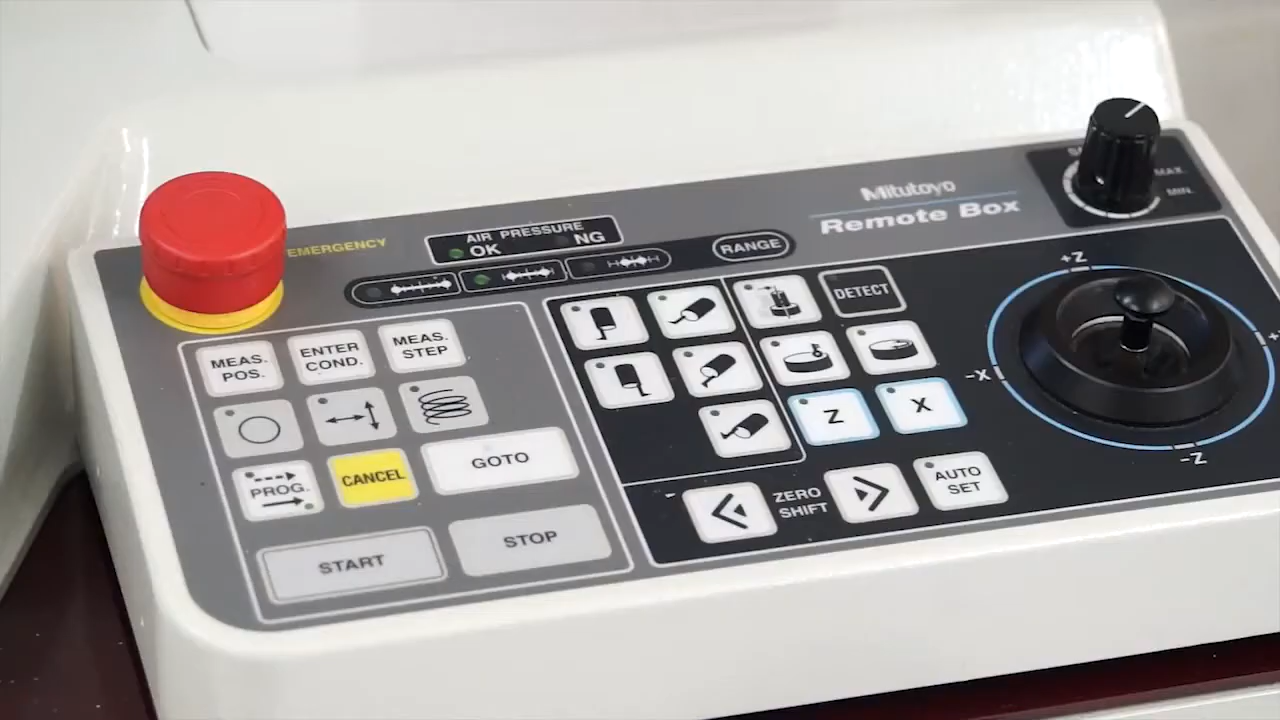 EMERGENCY
AIR PRESSURE
OK
NG
RANGE
Mitutoyo
Remote Box
MAX.
MIN.
MEAS.
POS.
ENTER
COND.
MEAS.
STEP
PROG.
CANCEL
GOTO
START
STOP
DETECT
Z
X
ZERO
SHIFT
AUTO
SET
+Z
-X
-Z